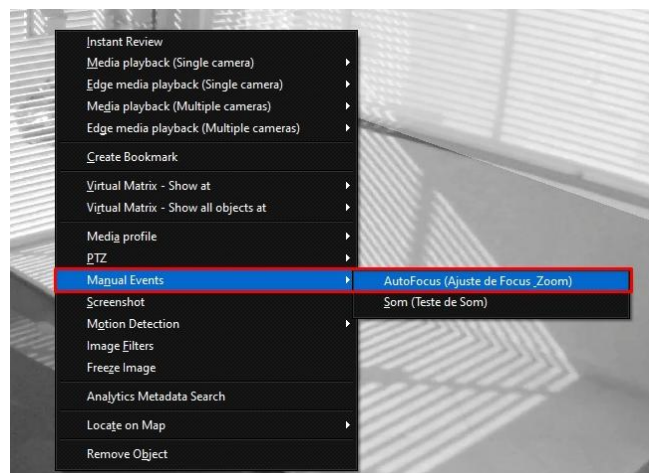 Instant Review
Media playback (Single camera)
Edge media playback (Single camera)
Media playback (Multiple cameras)
Edge media playback (Multiple cameras)
Create Bookmark
Virtual Matrix - Show at
Virtual Matrix - Show all objects at
Media profile
PTZ
Manual Events
AutoFocus (Ajuste de Focus_Zoom)
Screenshot
Som (Teste de Som)
Motion Detection
Image Filters
Freeze Image
Analytics Metadata Search
Locate on Map
Remove Object